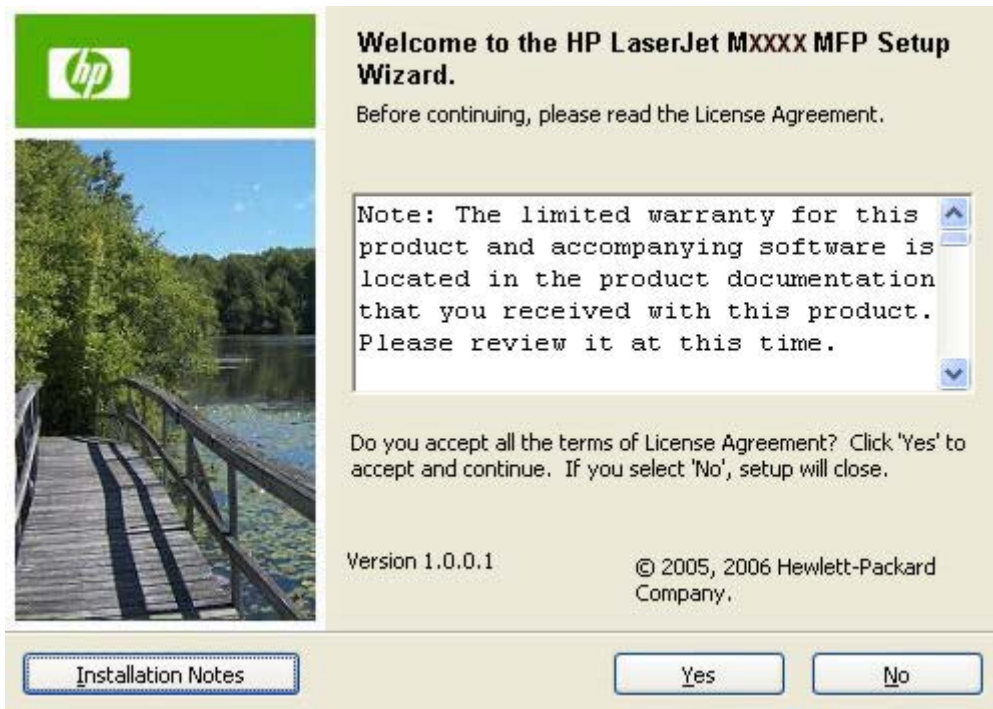 hp
Welcome to the HP LaserJet MXXXX MFP Setup
Wizard.
Before continuing, please read the License Agreement.
Note: The limited warranty for this
product and accompanying software is
located in the product documentation
that you received with this product.
Please review it at this time.
Do you accept all the terms of License Agreement? Click 'Yes' to
accept and continue. If you select 'No', setup will close.
Version 1.0.0.1
© 2005, 2006 Hewlett-Packard
Company.
Installation Notes
Yes
No